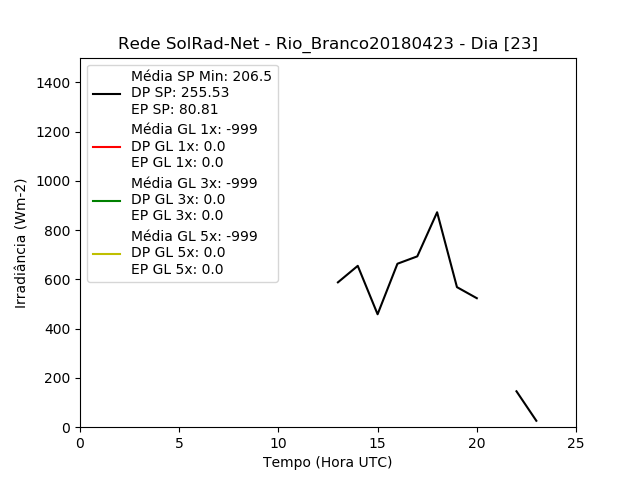 Rede SolRad-Net - Rio_Branco20180423 - Dia [23]
Média SP Min: 206.5
DP SP: 255.53
EP SP: 80.81
Média GL 1x: -999
DP GL 1x: 0.0
EP GL 1x: 0.0
Média GL 3x: -999
DP GL 3x: 0.0
EP GL 3x: 0.0
Média GL 5x: -999
DP GL 5x: 0.0
EP GL 5x: 0.0
Irradiância (Wm-2)
1400
1200
1000
800
600
400
200
0
0 5 10 15 20 25
Tempo (Hora UTC)